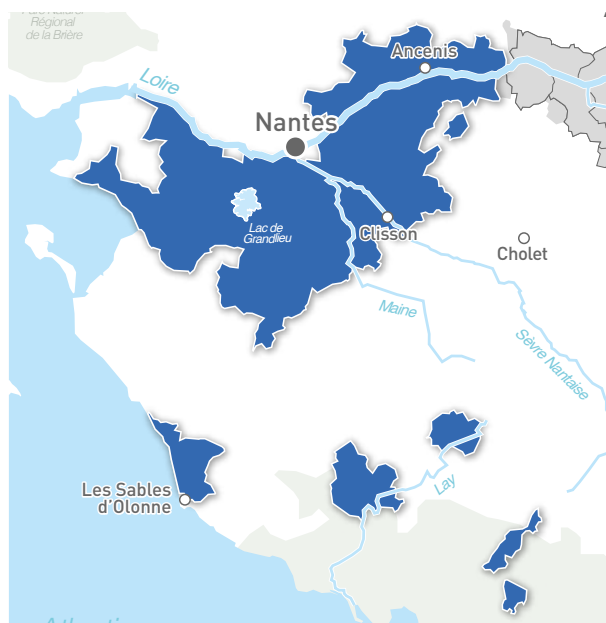 Régional
de la Brière
Ancenis
Loire
Nantes
Lac de
Grandlieu
Clisson
Cholet
Maine
Sèvre Nantaise
Les Sables
d'Olonne
Lay